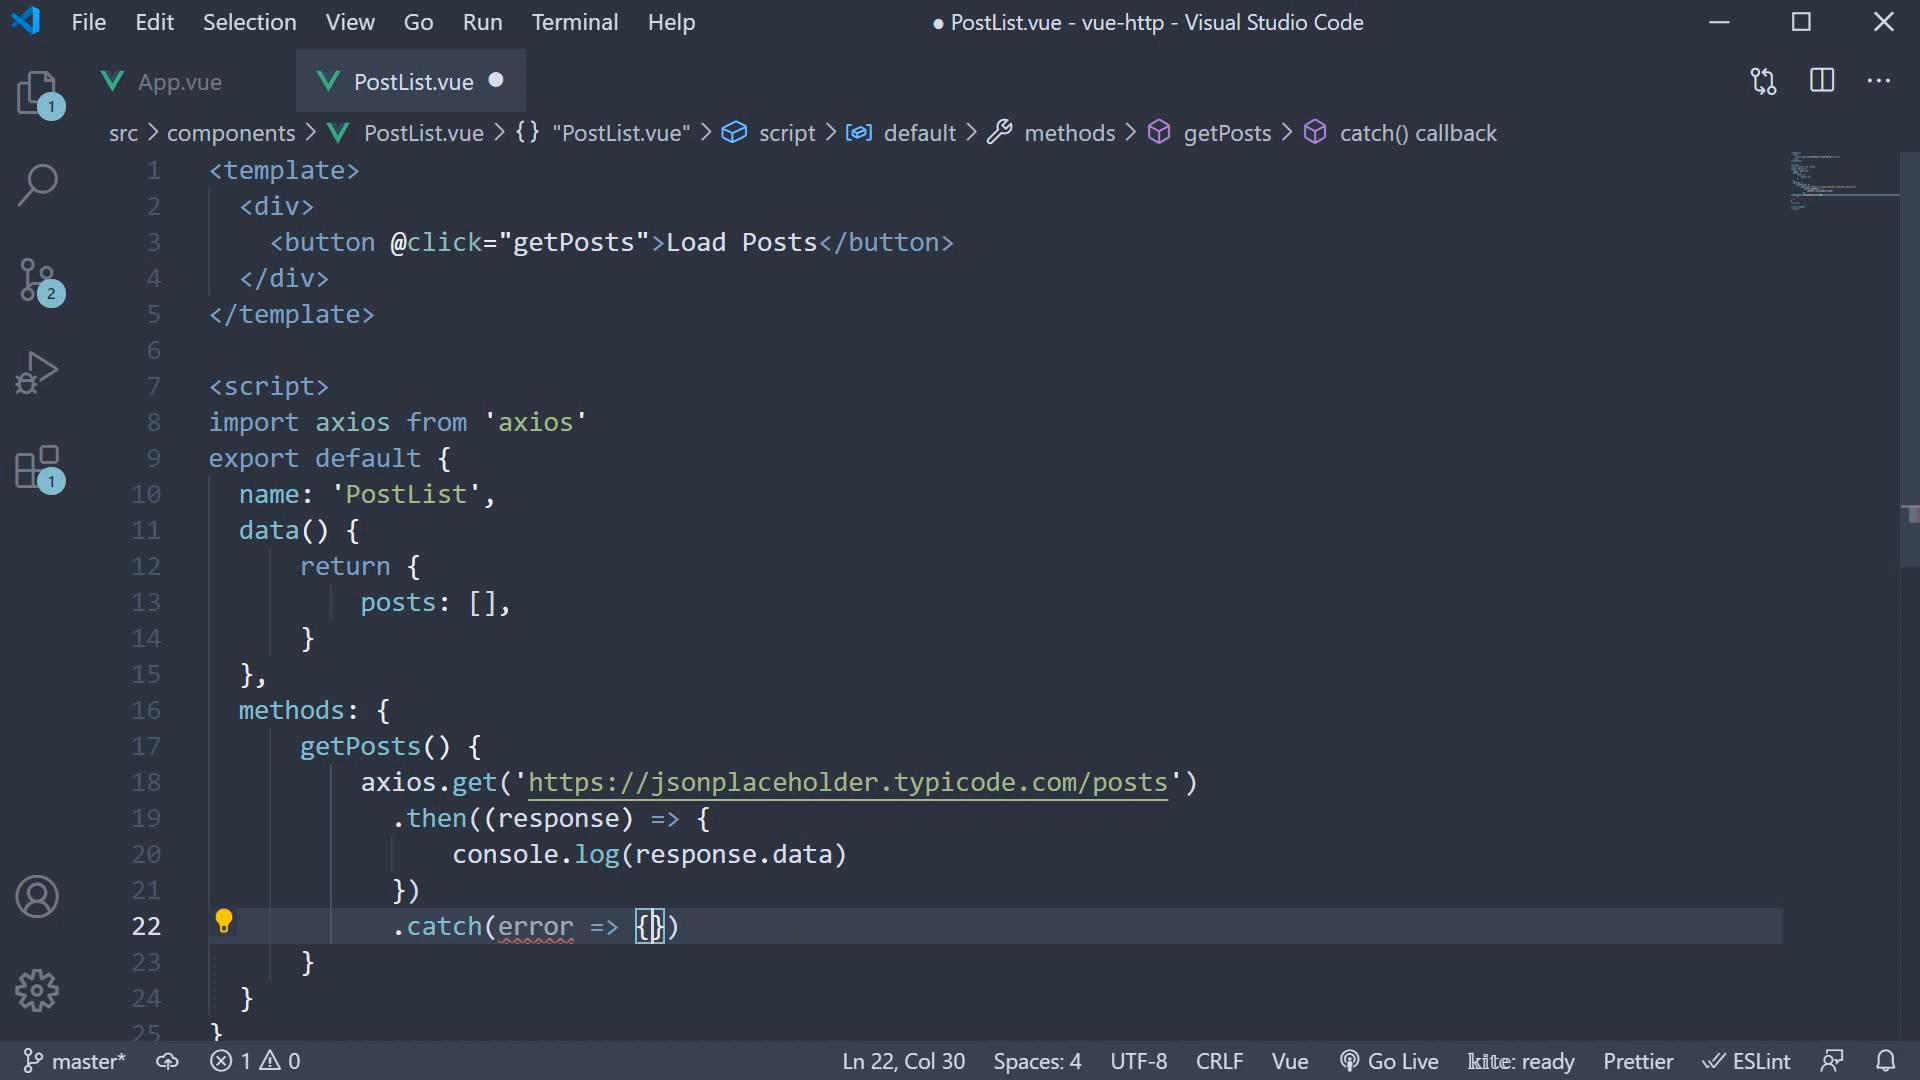 File Edit Selection View Go Run Terminal Help ● PostList.vue - vue-http - Visual Studio Code
App.vue PostList.vue
src > components > PostList.vue > {} "PostList.vue" > script > default > methods > getPosts > catch() callback
1 <template>
2 <div>
3 <button @click="getPosts">Load Posts</button>
4 </div>
5 </template>
6
7 <script>
8 import axios from 'axios'
9 export default {
10 name: 'PostList',
11 data() {
12 return {
13 posts: [],
14 }
15 },
16 methods: {
17 getPosts() {
18 axios.get('https://jsonplaceholder.typicode.com/posts')
19 .then((response) => {
20 console.log(response.data)
21 })
22 .catch(error => {})
23 }
24 }
25 }
1
2
1
master* 1 0 Ln 22, Col 30 Spaces: 4 UTF-8 CRLF Vue Go Live kite: ready Prettier ESLint